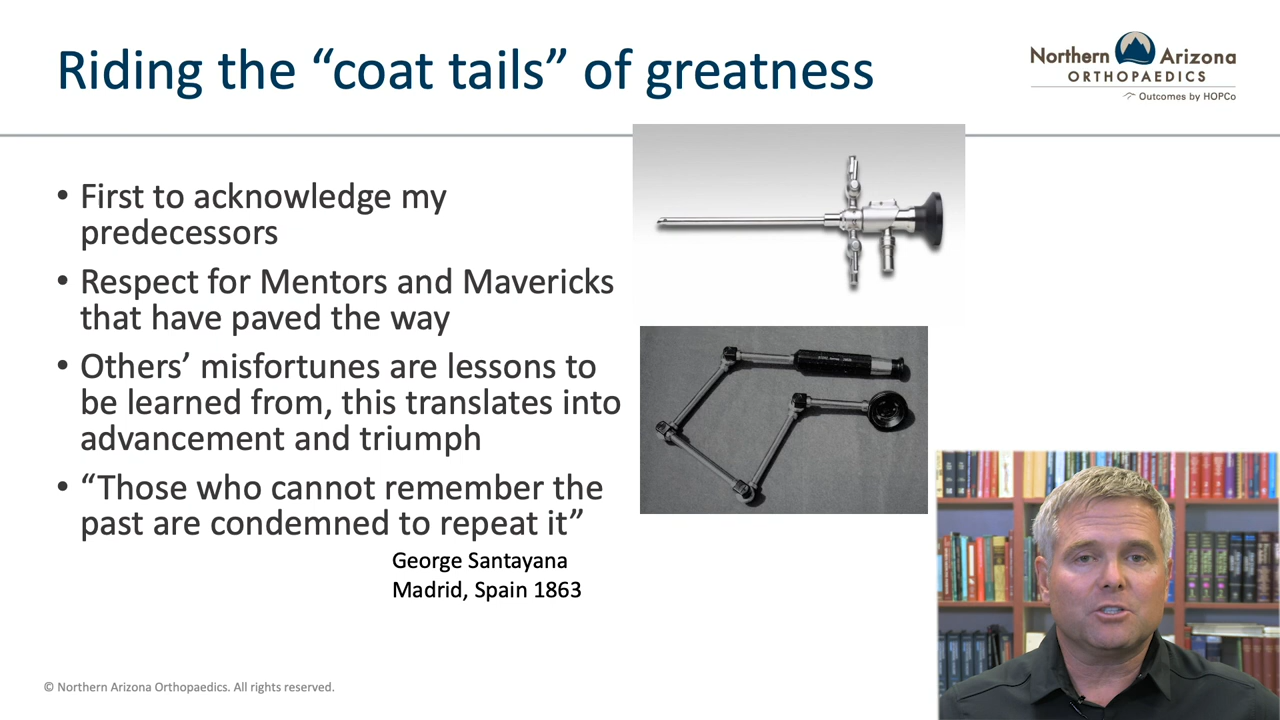 Riding the “coat tails” of greatness
Northern Arizona
ORTHOPAEDICS
Outcomes by HOPCo
• First to acknowledge my
predecessors
• Respect for Mentors and Mavericks
that have paved the way
• Others’ misfortunes are lessons to
be learned from, this translates into
advancement and triumph
• “Those who cannot remember the
past are condemned to repeat it”
George Santayana
Madrid, Spain 1863
© Northern Arizona Orthopaedics. All rights reserved.